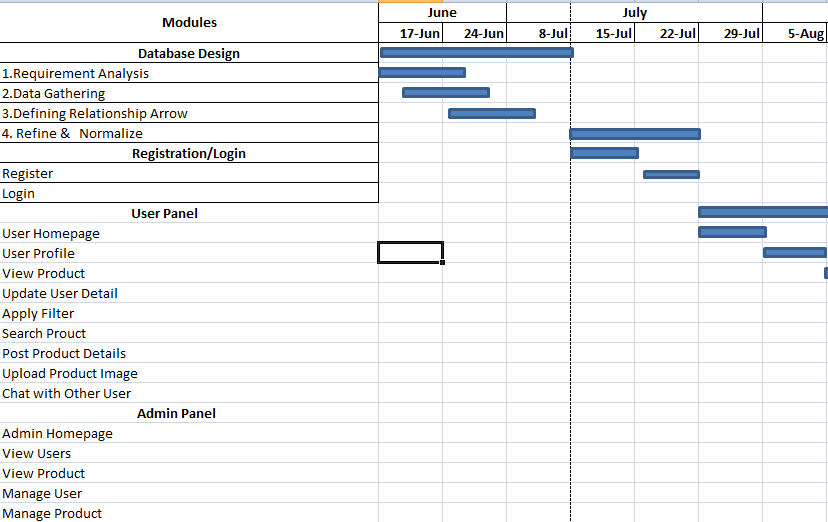 Modules
June
July
17-Jun 24-Jun 8-Jul 15-Jul 22-Jul 29-Jul 5-Aug
Database Design
1.Requirement Analysis
2.Data Gathering
3.Defining Relationship Arrow
4. Refine & Normalize
Registration/Login
Register
Login
User Panel
User Homepage
User Profile
View Product
Update User Detail
Apply Filter
Search Prouct
Post Product Details
Upload Product Image
Chat with Other User
Admin Panel
Admin Homepage
View Users
View Product
Manage User
Manage Product